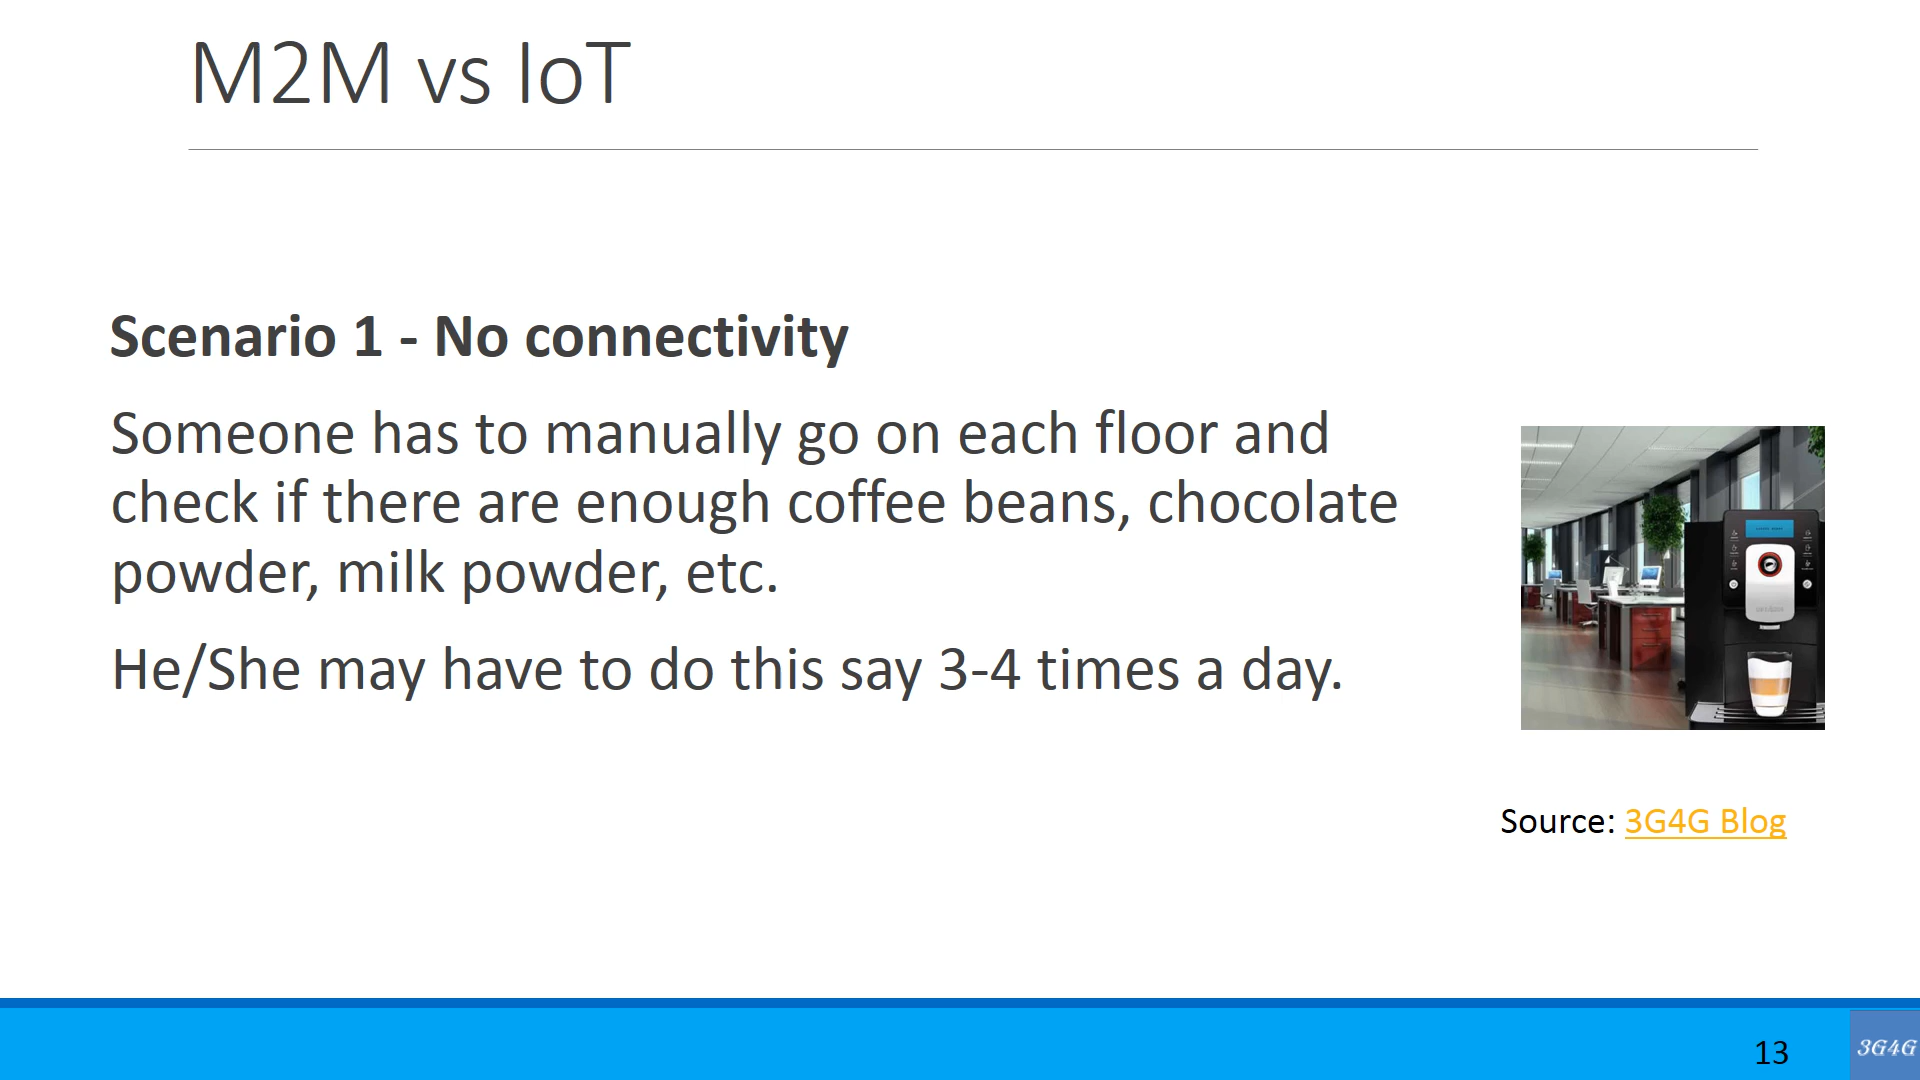 M2M vs IoT
Scenario 1 - No connectivity
Someone has to manually go on each floor and
check if there are enough coffee beans, chocolate
powder, milk powder, etc.
He/She may have to do this say 3-4 times a day.
Source: 3G4G Blog
13
3G4G